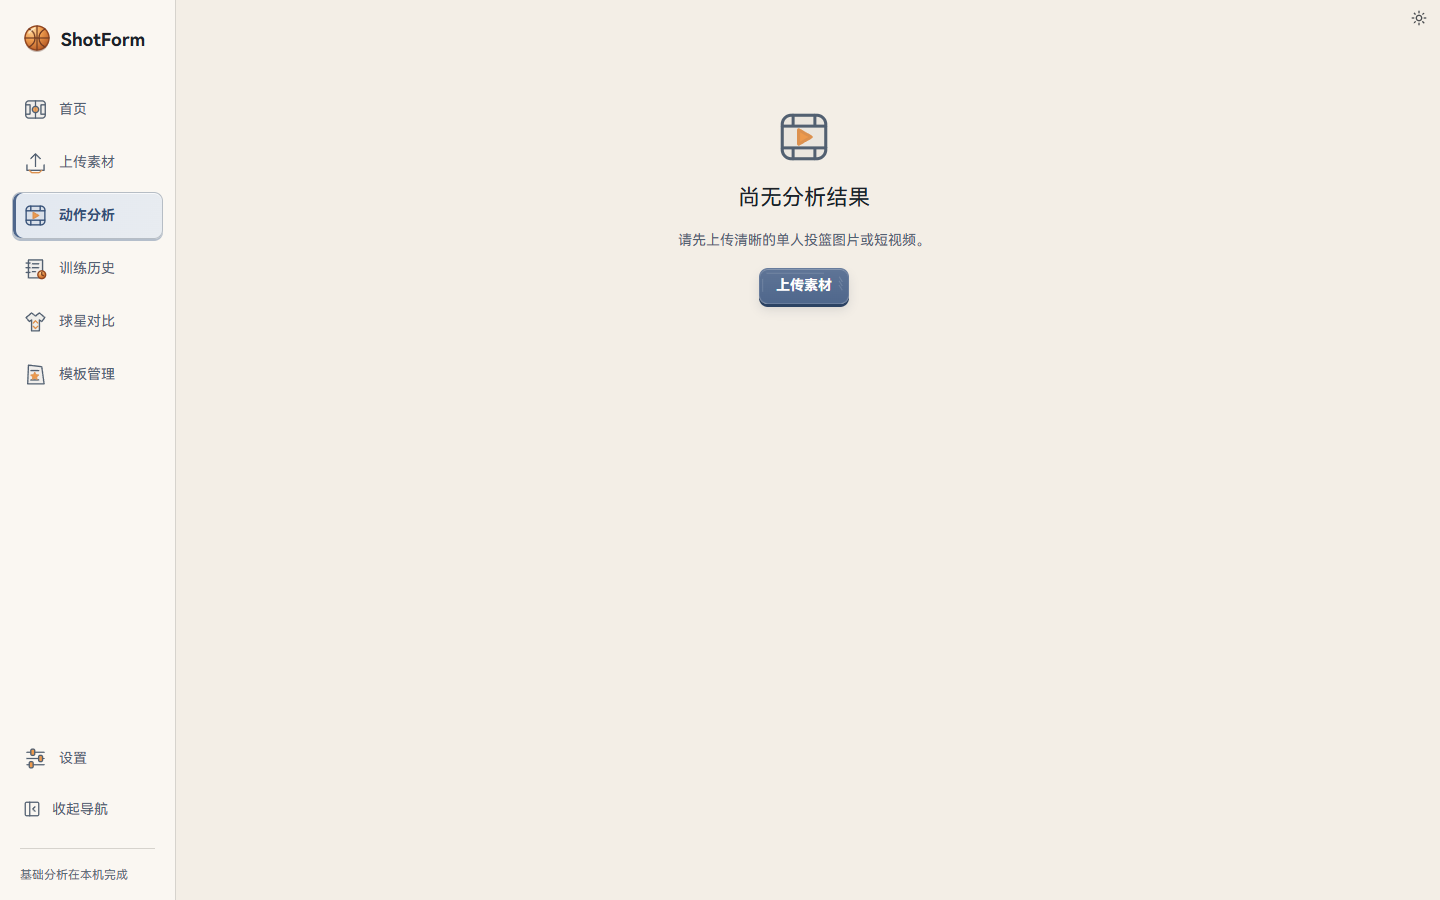 ShotForm
首页
上传素材
动作分析
训练历史
球星对比
模板管理
设置
收起导航
基础分析在本机完成
尚无分析结果
请先上传清晰的单人投篮图片或短视频。
上传素材